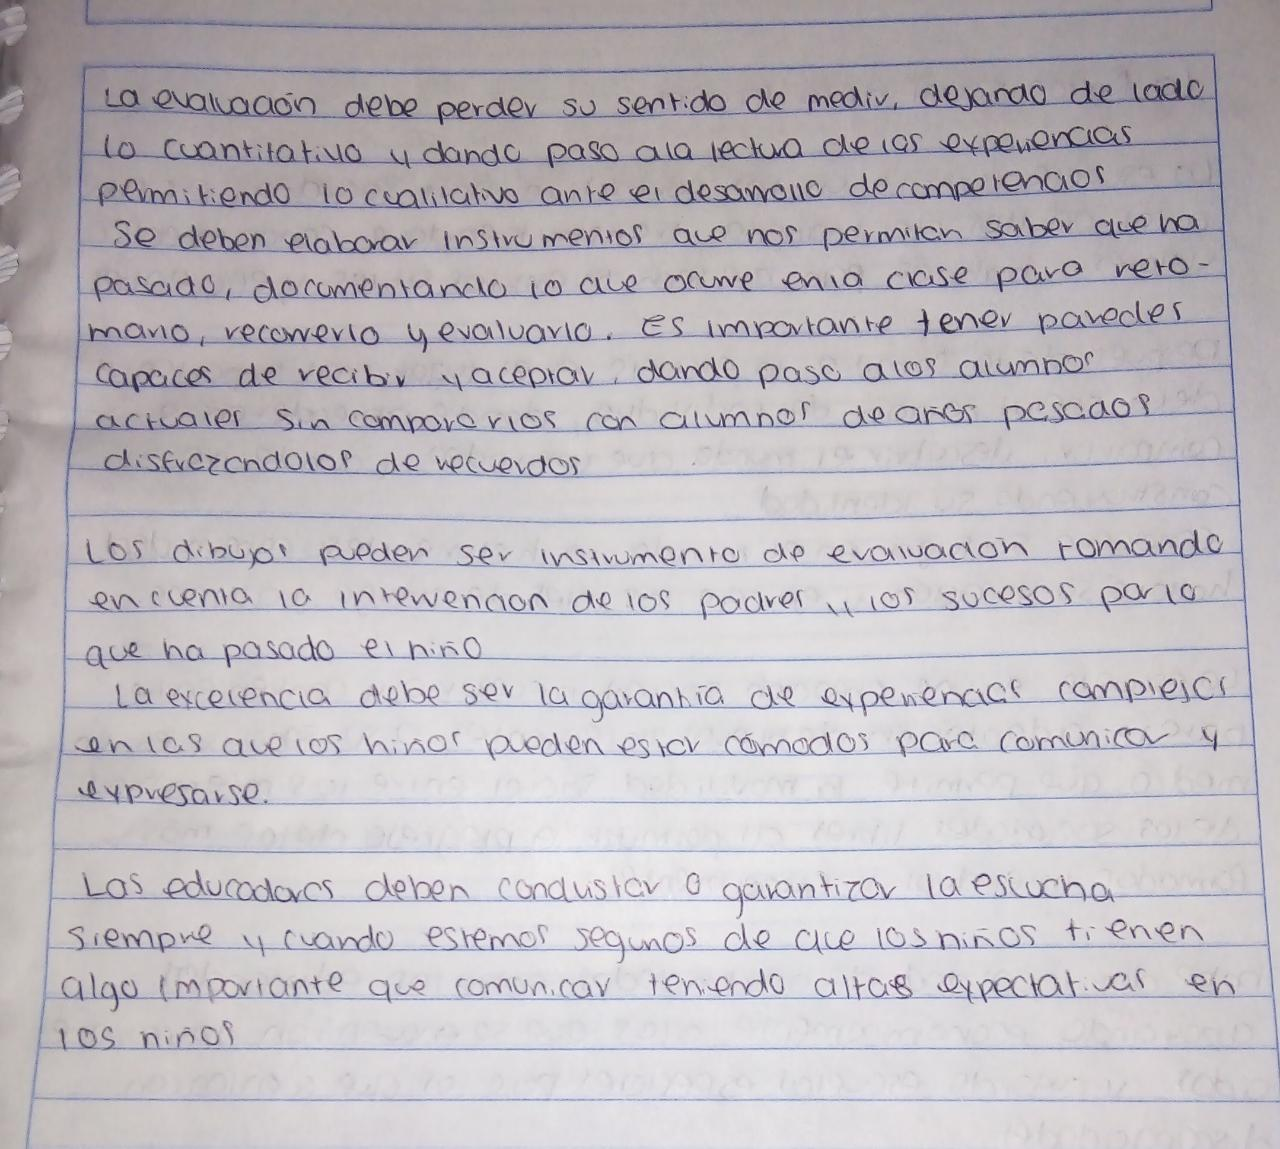 La evaluación debe perder su sentido de medir, dejando de lado
lo cuantitativo y dando paso a la lectura de las experiencias
permitiendo lo cualitativo ante el desarrollo de competencias
Se deben elaborar instrumentos que nos permitan saber que ha
pasado, documentando lo que ocurre en la clase para reto-
marlo, recorrerlo y evaluarlo. Es importante tener paredes
capaces de recibir y aceptar, dando paso a los alumnos
actuales sin compararlos con alumnos de años pasados
disfrazandolos de recuerdos
Los dibujos pueden ser instrumento de evaluación tomando
en cuenta la intervencion de los padres y los sucesos por lo
que ha pasado el niño
La excelencia debe ser la garantía de experiencias complejas
en las que los niños pueden estar cómodos para comunicar y
expresarse.
Las educadoras deben conquistar o garantizar la escucha
siempre y cuando estemos seguros de que los niños tienen
algo importante que comunicar teniendo altas expectativas en
los niños